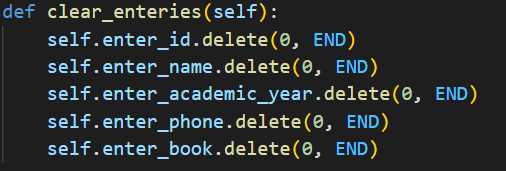 def clear_enteries(self):
    self.enter_id.delete(0, END)
    self.enter_name.delete(0, END)
    self.enter_academic_year.delete(0, END)
    self.enter_phone.delete(0, END)
    self.enter_book.delete(0, END)